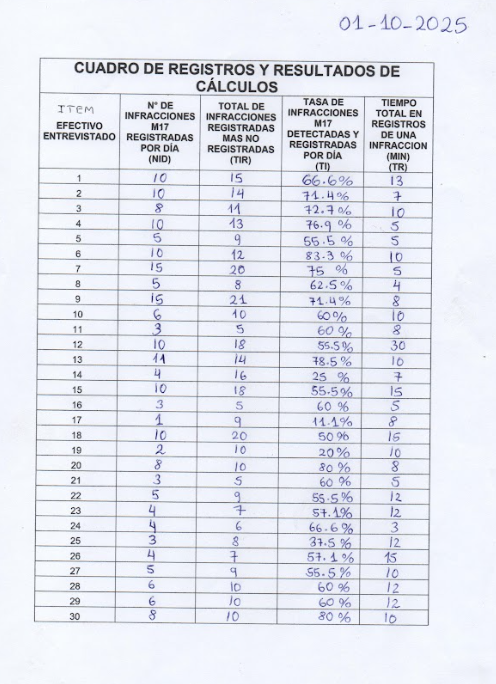 01-10-2025
CUADRO DE REGISTROS Y RESULTADOS DE
CÁLCULOS
ITEM
EFECTIVO
ENTREVISTADO
N° DE
INFRACCIONES
M17
REGISTRADAS
POR DÍA
(NID)
TOTAL DE
INFRACCIONES
REGISTRADAS
MAS NO
REGISTRADAS
(TIR)
TASA DE
INFRACCIONES
M17
DETECTADAS Y
REGISTRADAS
POR DÍA
(TI)
TIEMPO
TOTAL EN
REGISTROS
DE UNA
INFRACCION
(MIN)
(TR)
1 10 15 66.6% 13
2 10 14 71.4% 7
3 8 11 72.7% 10
4 10 13 76.9 % 5
5 5 9 55.5 % 5
6 10 12 83.3 % 10
7 15 20 75 % 5
8 5 8 62.5 % 4
9 15 21 71.4% 8
10 6 10 60% 10
11 3 5 60 % 8
12 10 18 55.5% 30
13 11 14 78.5% 10
14 4 16 25 % 7
15 10 18 55.5% 15
16 3 5 60 % 5
17 1 9 11.1% 8
18 10 20 50% 15
19 2 10 20% 10
20 8 10 80 % 8
21 3 5 60 % 5
22 5 9 55.5% 12
23 4 7 57.1% 12
24 4 6 66.6 % 3
25 3 8 37.5 % 12
26 4 7 57.1 % 15
27 5 9 55.5 % 10
28 6 10 60 % 12
29 6 10 60 % 12
30 8 10 80 % 10